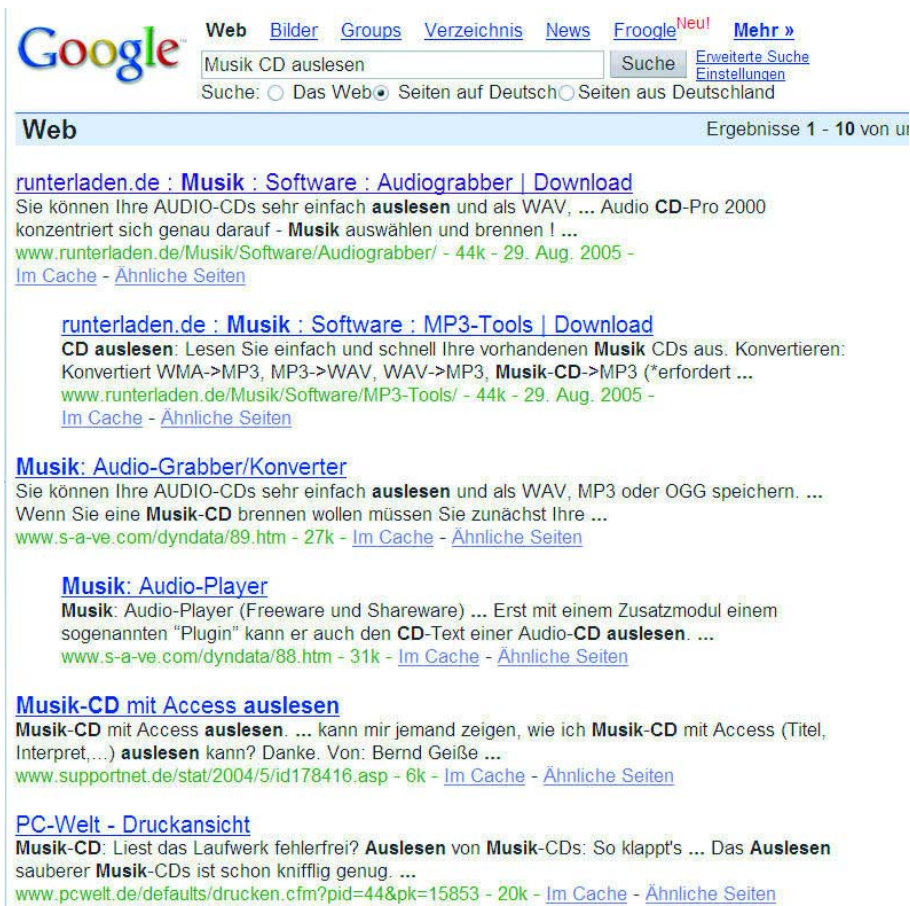 Google™
Web Bilder Groups Verzeichnis News Froogle Neu! Mehr »
Musik CD auslesen Suche Erweiterte Suche
Einstellungen
Suche: Das Web Seiten auf Deutsch Seiten aus Deutschland
Web Ergebnisse 1 - 10 von
runterladen.de : Musik : Software : Audiograbber | Download
Sie können Ihre AUDIO-CDs sehr einfach auslesen und als WAV, ... Audio CD-Pro 2000
konzentriert sich genau darauf - Musik auswählen und brennen ! ...
www.runterladen.de/Musik/Software/Audiograbber/ - 44k - 29. Aug. 2005 -
Im Cache - Ähnliche Seiten
runterladen.de : Musik : Software : MP3-Tools | Download
CD auslesen: Lesen Sie einfach und schnell Ihre vorhandenen Musik CDs aus. Konvertieren:
Konvertiert WMA->MP3, MP3->WAV, WAV->MP3, Musik-CD->MP3 (*erfordert ...
www.runterladen.de/Musik/Software/MP3-Tools/ - 44k - 29. Aug. 2005 -
Im Cache - Ähnliche Seiten
Musik: Audio-Grabber/Konverter
Sie können Ihre AUDIO-CDs sehr einfach auslesen und als WAV, MP3 oder OGG speichern. ...
Wenn Sie eine Musik-CD brennen wollen müssen Sie zunächst Ihre ...
www.s-a-ve.com/dyndata/89.htm - 27k - Im Cache - Ähnliche Seiten
Musik: Audio-Player
Musik: Audio-Player (Freeware und Shareware) ... Erst mit einem Zusatzmodul einem
sogenannten “Plugin” kann er auch den CD-Text einer Audio-CD auslesen. ...
www.s-a-ve.com/dyndata/88.htm - 31k - Im Cache - Ähnliche Seiten
Musik-CD mit Access auslesen
Musik-CD mit Access auslesen. ... kann mir jemand zeigen, wie ich Musik-CD mit Access (Titel,
Interpret,...) auslesen kann? Danke. Von: Bernd Geiße ...
www.supportnet.de/stat/2004/5/id178416.asp - 6k - Im Cache - Ähnliche Seiten
PC-Welt - Druckansicht
Musik-CD: Liest das Laufwerk fehlerfrei? Auslesen von Musik-CDs: So klappt's ... Das Auslesen
sauberer Musik-CDs ist schon knifflig genug. ...
www.pcwelt.de/defaults/drucken.cfm?pid=44&pk=15853 - 20k - Im Cache - Ähnliche Seiten